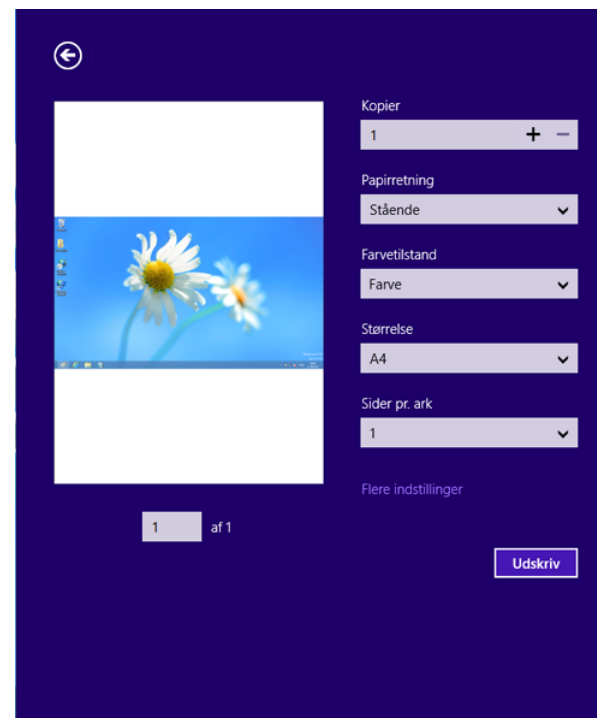 Kopier
1
Papirretning
Stående
Farvetilstand
Farve
Størrelse
A4
Sider pr. ark
1
Flere indstillinger
1 af 1
Udskriv